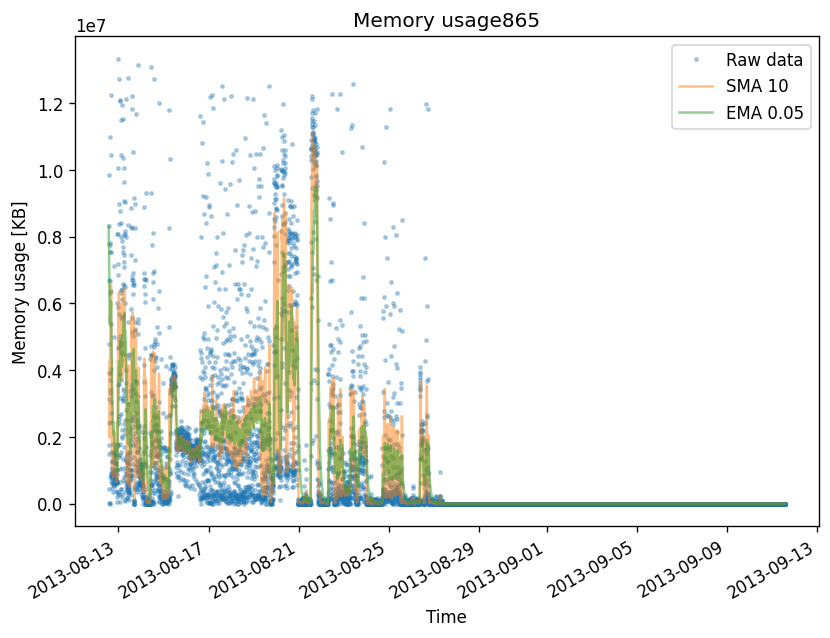 Memory usage865
1e7
Raw data
SMA 10
EMA 0.05
1.2
1.0
0.8
0.6
0.4
0.2
0.0
Memory usage [KB]
2013-08-13
2013-08-17
2013-08-21
2013-08-25
2013-08-29
2013-09-01
2013-09-05
2013-09-09
2013-09-13
Time